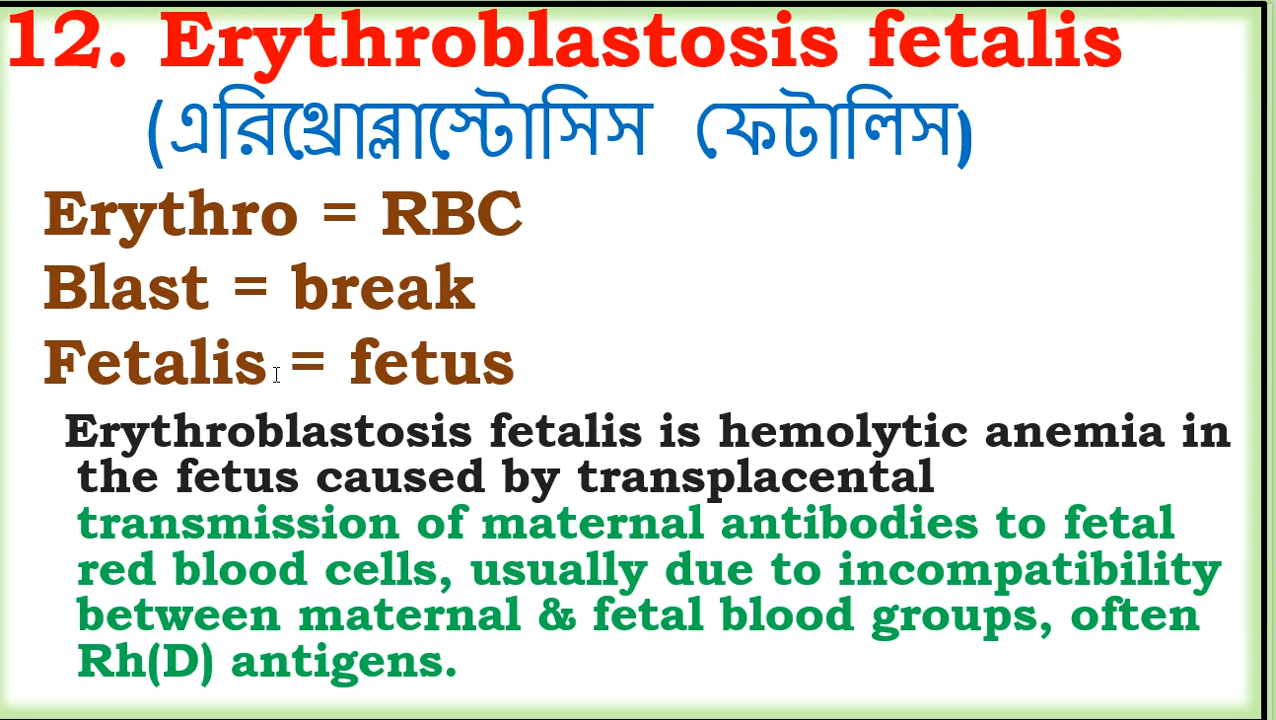 12. Erythroblastosis fetalis
(এরিথ্রোব্লাস্টোসিস ফেটালিস)
Erythro = RBC
Blast = break
Fetalis = fetus
Erythroblastosis fetalis is hemolytic anemia in
the fetus caused by transplacental
transmission of maternal antibodies to fetal
red blood cells, usually due to incompatibility
between maternal & fetal blood groups, often
Rh(D) antigens.